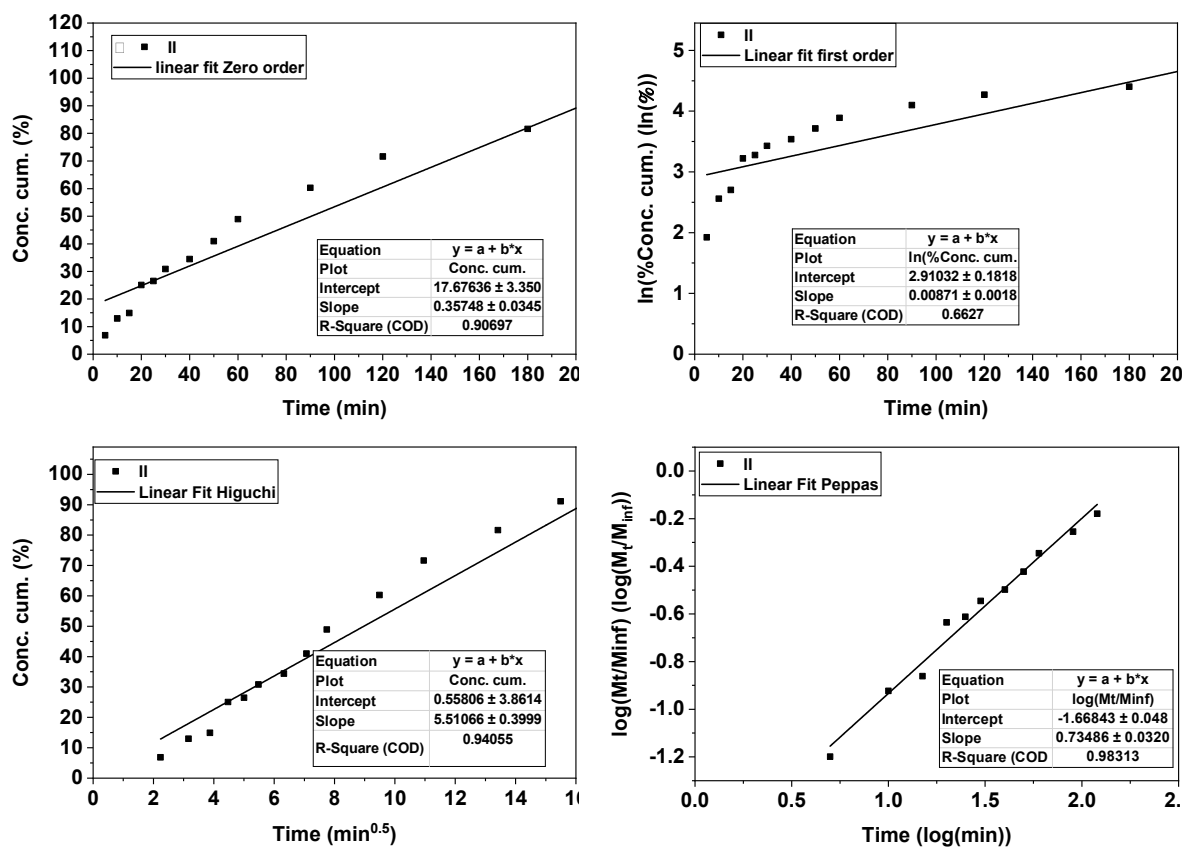 120
110
100
90
80
70
60
50
40
30
20
10
0
Conc. cum. (%)
II
linear fit Zero order
Equation y = a + b*x
Plot Conc. cum.
Intercept 17.67636 ± 3.350
Slope 0.35748 ± 0.0345
R-Square (COD) 0.90697
0 20 40 60 80 100 120 140 160 180 20
Time (min)
5
4
3
2
1
0
ln(%Conc. cum.) (ln(%))
II
Linear fit first order
Equation y = a + b*x
Plot ln(%Conc. cum.
Intercept 2.91032 ± 0.1818
Slope 0.00871 ± 0.0018
R-Square (COD) 0.6627
0 20 40 60 80 100 120 140 160 180 20
Time (min)
100
90
80
70
60
50
40
30
20
10
0
Conc. cum. (%)
II
Linear Fit Higuchi
Equation y = a + b*x
Plot Conc. cum.
Intercept 0.55806 ± 3.8614
Slope 5.51066 ± 0.3999
R-Square (COD) 0.94055
0 2 4 6 8 10 12 14 16
Time (min^0.5)
0.0
-0.2
-0.4
-0.6
-0.8
-1.0
-1.2
log(Mt/Minf) (log(Mt/Minf))
II
Linear Fit Peppas
Equation y = a + b*x
Plot log(Mt/Minf)
Intercept -1.66843 ± 0.048
Slope 0.73486 ± 0.0320
R-Square (COD 0.98313
0.0 0.5 1.0 1.5 2.0 2.
Time (log(min))